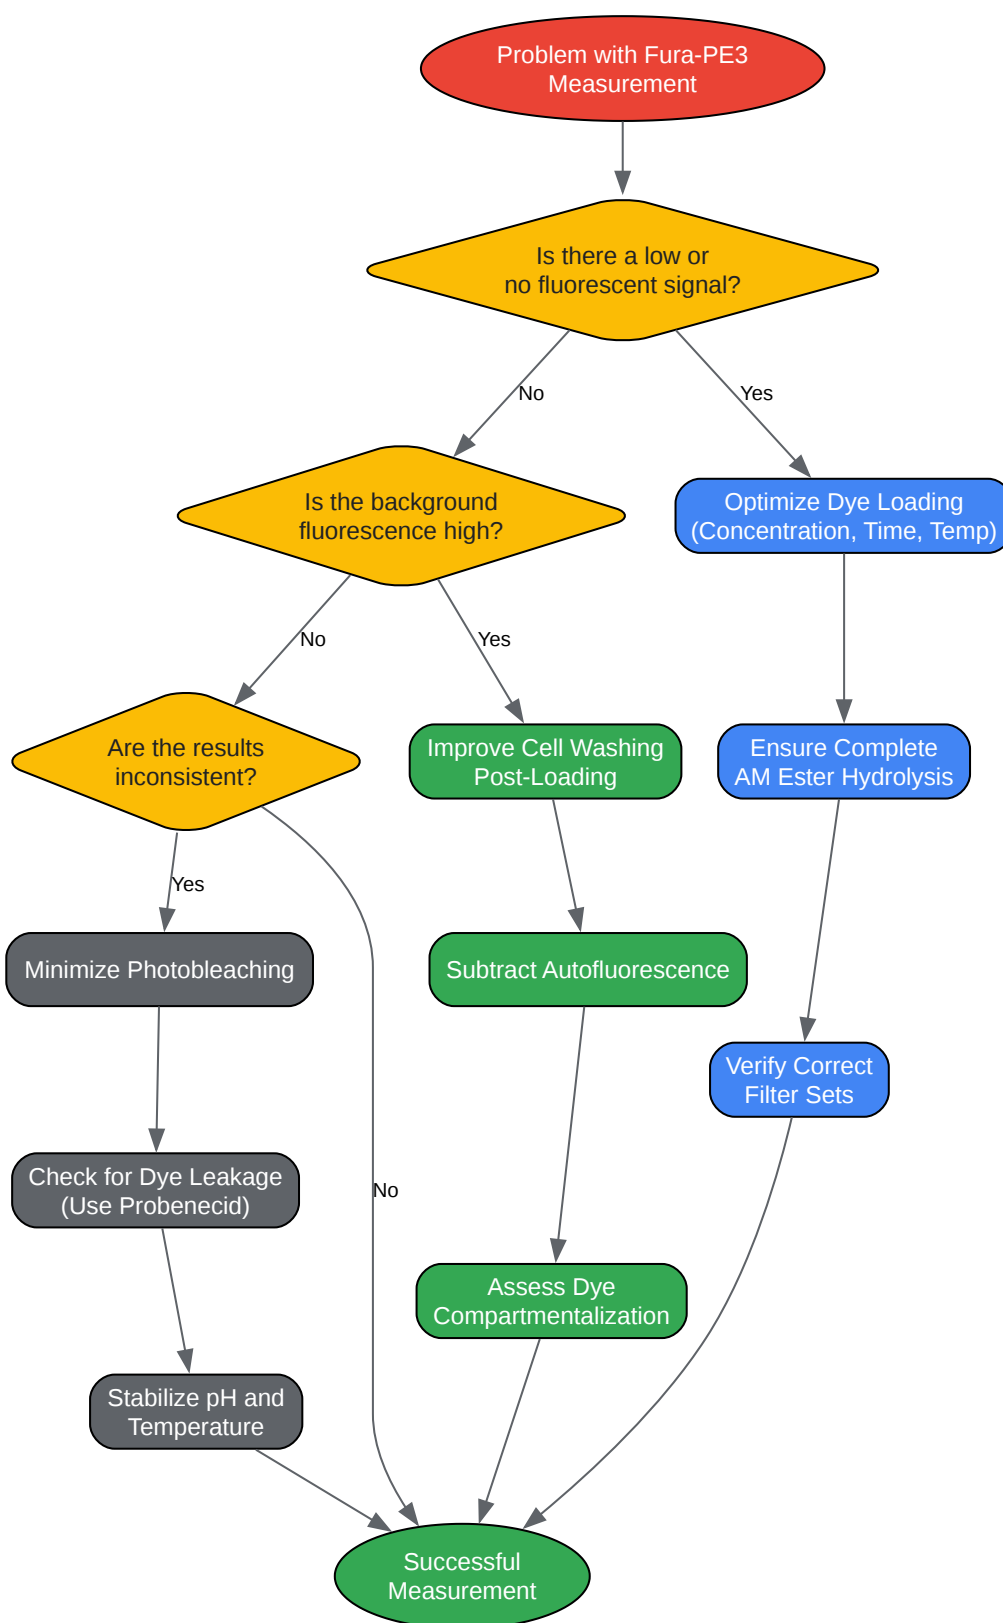 Problem with Fura-PE3
Measurement
Is there a low or
no fluorescent signal?
No
Yes
Is the background
fluorescence high?
Optimize Dye Loading
(Concentration, Time, Temp)
No
Yes
Are the results
inconsistent?
Improve Cell Washing
Post-Loading
Ensure Complete
AM Ester Hydrolysis
Yes
Minimize Photobleaching
Subtract Autofluorescence
Verify Correct
Filter Sets
Check for Dye Leakage
(Use Probenecid)
No
Assess Dye
Compartmentalization
Stabilize pH and
Temperature
Successful
Measurement